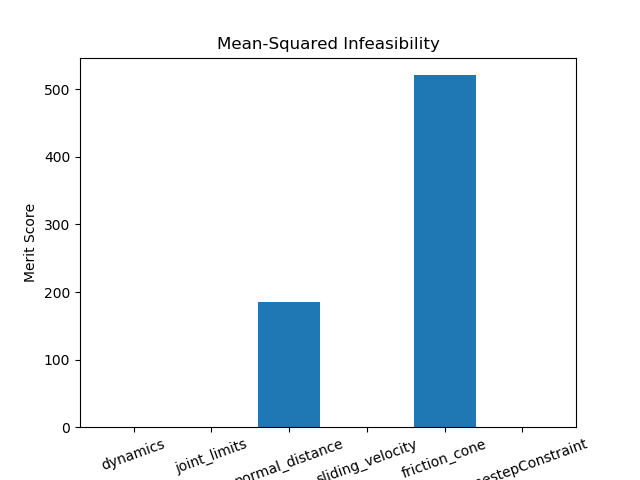 Mean-Squared Infeasibility
Merit Score
500
400
300
200
100
0
dynamics
joint_limits
normal_distance
sliding_velocity
friction_cone
estepConstraint